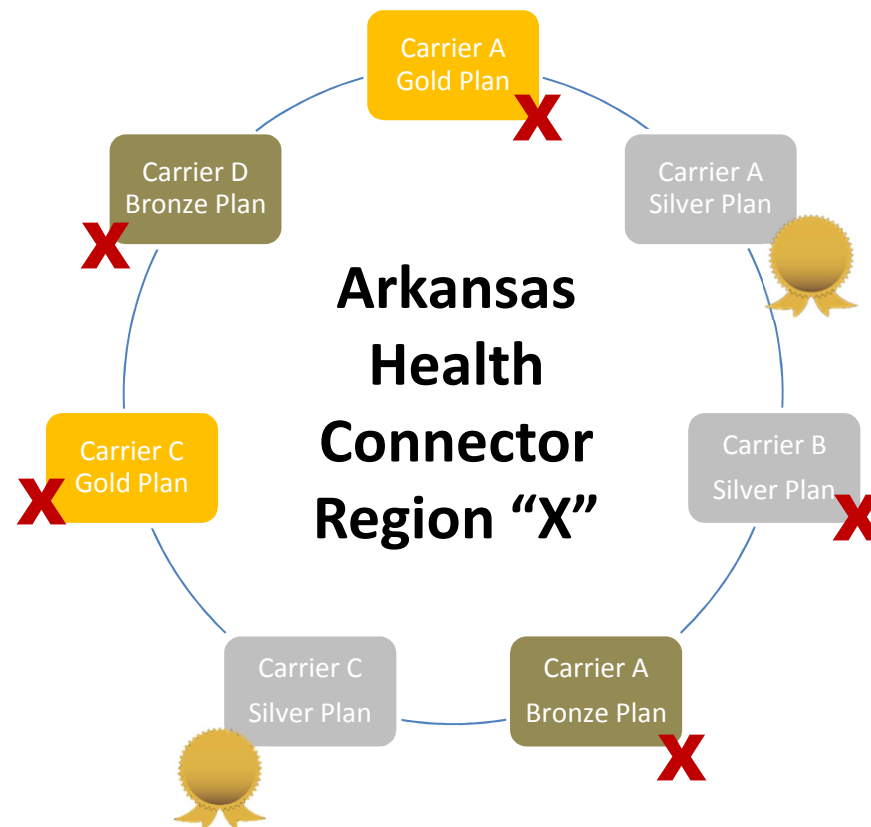 Carrier A
Gold Plan
X
Carrier A
Silver Plan
Carrier B
Silver Plan
X
Carrier A
Bronze Plan
X
Carrier C
Silver Plan
Carrier C
Gold Plan
X
Carrier D
Bronze Plan
X
Arkansas
Health
Connector
Region “X”